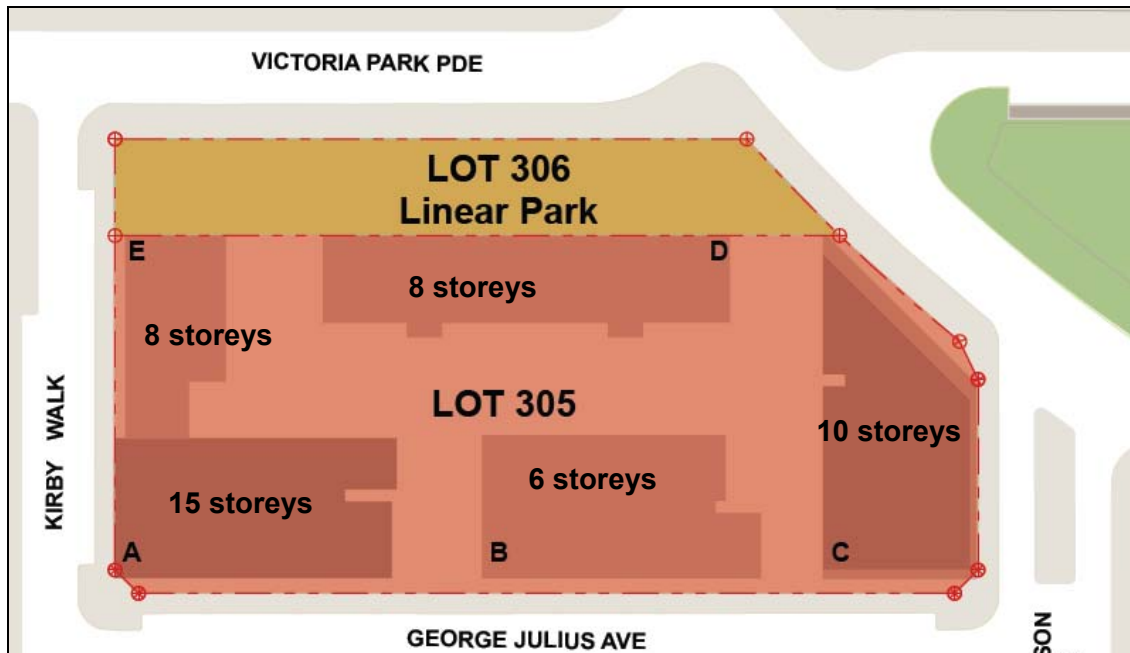 VICTORIA PARK PDE
LOT 306
Linear Park
E
D
8 storeys
8 storeys
LOT 305
KIRBY WALK
10 storeys
6 storeys
15 storeys
A
B
C
GEORGE JULIUS AVE
SON